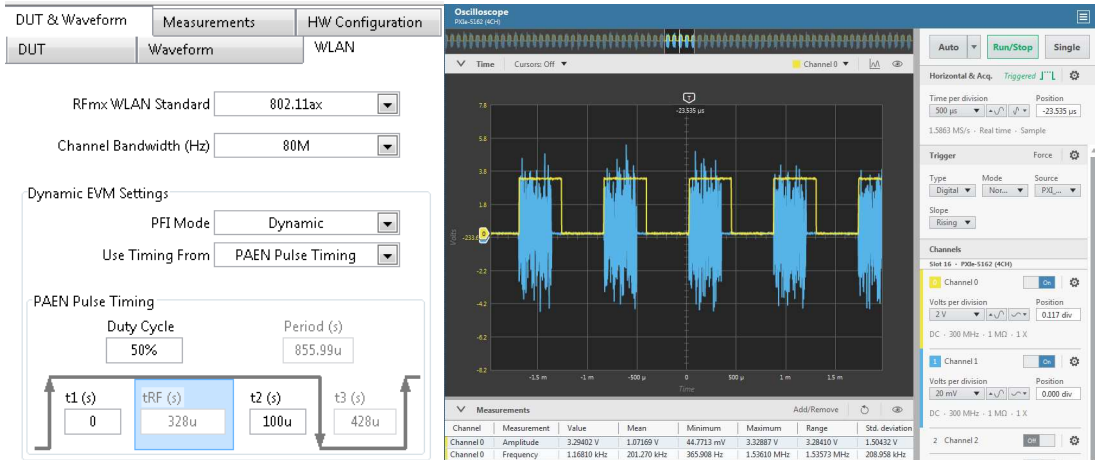 DUT & Waveform
Measurements
HW Configuration
DUT
Waveform
WLAN
RFmx WLAN Standard
802.11ax
Channel Bandwidth (Hz)
80M
Dynamic EVM Settings
PFI Mode
Dynamic
Use Timing From
PAEN Pulse Timing
PAEN Pulse Timing
Duty Cycle
Period (s)
50%
855.99u
t1 (s)
tRF (s)
t2 (s)
t3 (s)
0
328u
100u
428u
Oscilloscope
PXIe-5162 (4CH)
Time
Cursors: Off
Channel 0
T
-23.535 µs
7.8
5.8
3.8
1.8
0
-2.2
-4.2
-6.2
-8.2
Volts
-1.5 m
-1 m
-500 µ
0
500 µ
1 m
1.5 m
Time
Measurements
Add/Remove
Channel
Measurement
Value
Mean
Minimum
Maximum
Range
Std. deviation
Channel 0
Amplitude
3.29402 V
1.07169 V
44.7713 mV
3.32887 V
3.28410 V
1.50432 V
Channel 0
Frequency
1.16810 kHz
201.270 kHz
365.908 Hz
1.53610 MHz
1.53573 MHz
208.958 kHz
Auto
Run/Stop
Single
Horizontal & Acq.
Triggered
Time per division
Position
500 µs
-23.535 µs
1.5863 MS/s · Real time · Sample
Trigger
Force
Type
Mode
Source
Digital
Nor...
PXI_...
Slope
Rising
Channels
Slot 16 · PXIe-5162 (4CH)
0
Channel 0
On
Volts per division
Position
2 V
0.117 div
DC · 300 MHz · 1 MΩ · 1 X
1
Channel 1
On
Volts per division
Position
20 mV
0.000 div
DC · 300 MHz · 1 MΩ · 1 X
2 Channel 2
Off